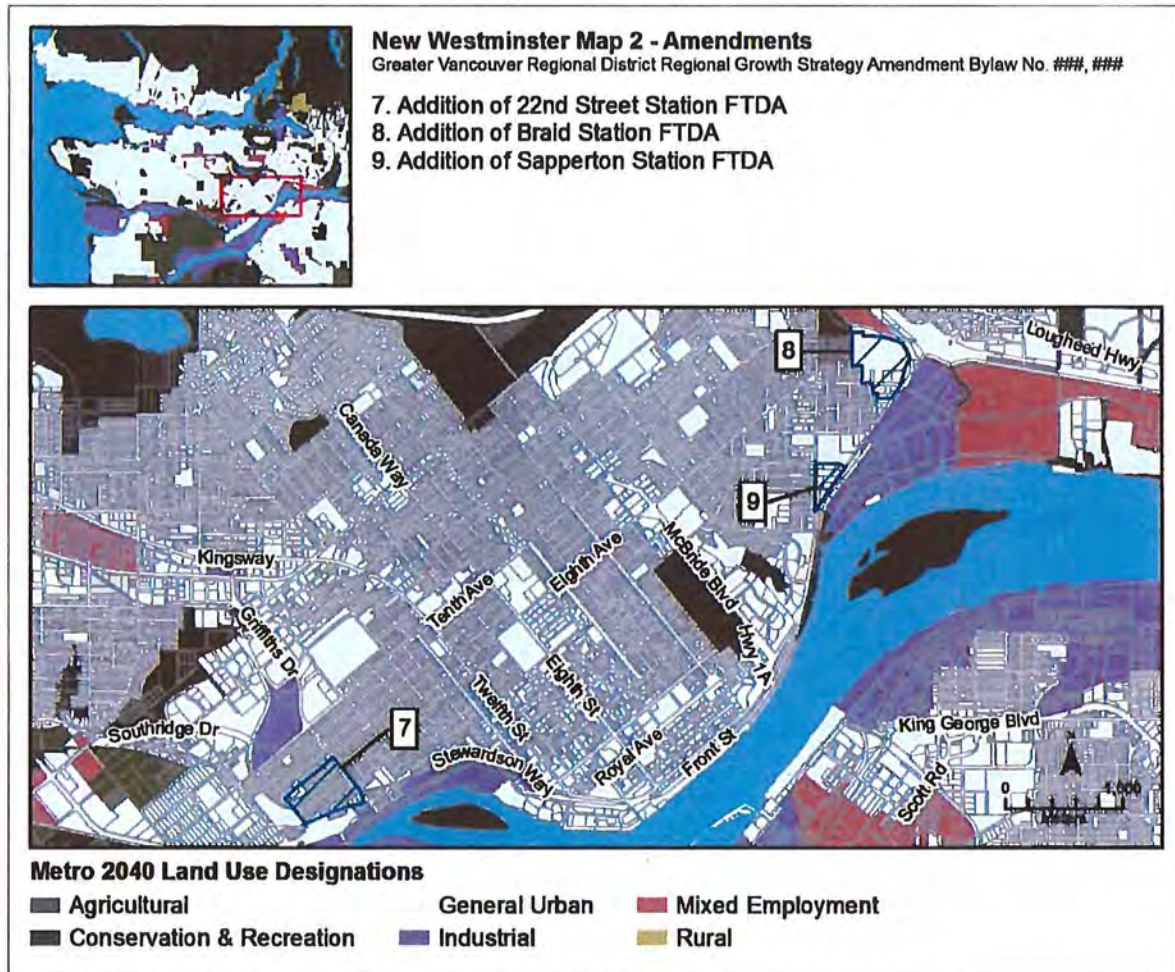 New Westminster Map 2 - Amendments
Greater Vancouver Regional District Regional Growth Strategy Amendment Bylaw No. ###, ###
7. Addition of 22nd Street Station FTDA
8. Addition of Braid Station FTDA
9. Addition of Sapperton Station FTDA
8
Lougheed Hwy
Canada Way
9
Kingsway
McBride Blvd
Eighth Ave
Tenth Ave
Griffiths Dr
Hwy 1A
Eighth St
Twelfth St
7
Southridge Dr
King George Blvd
Royal Ave
Front St
Stewardson Way
Scott Rd
0 1,000
Meters
Metro 2040 Land Use Designations
Agricultural General Urban Mixed Employment
Conservation & Recreation Industrial Rural